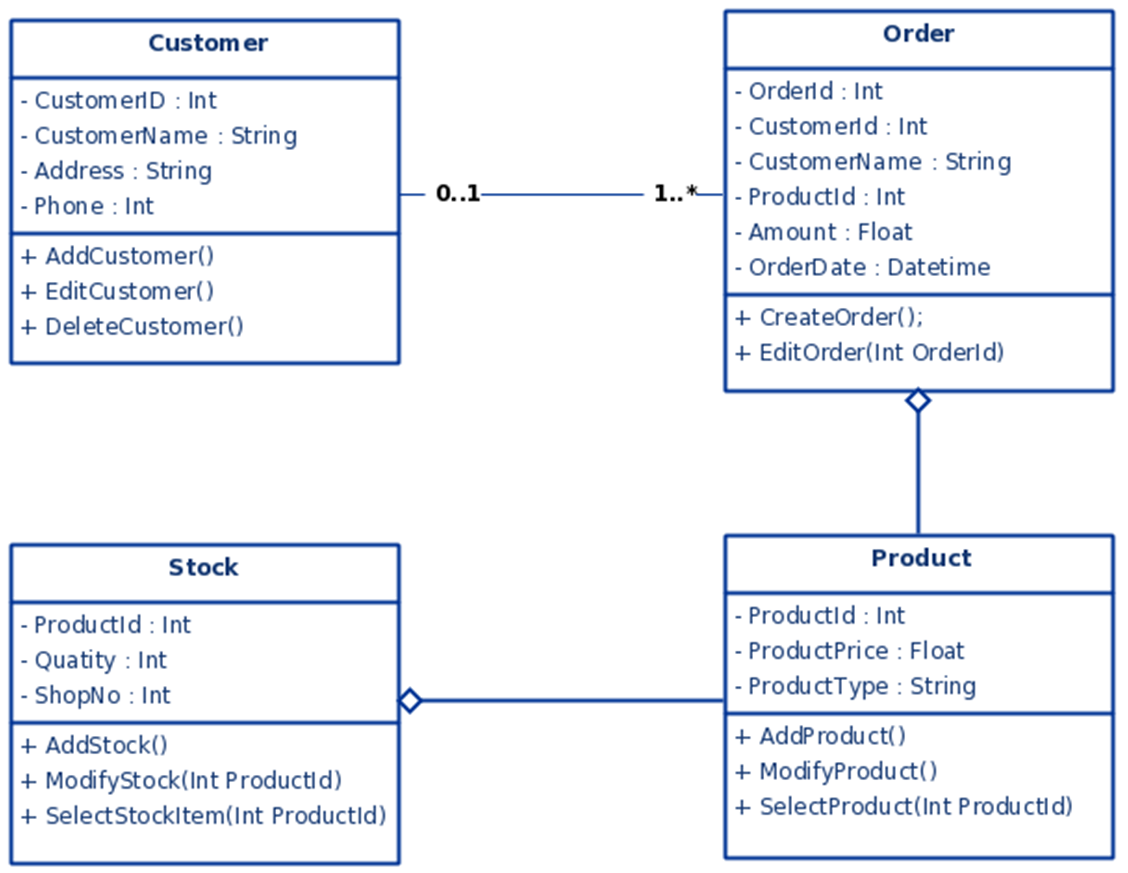 Customer
- CustomerID : Int
- CustomerName : String
- Address : String
- Phone : Int
+ AddCustomer()
+ EditCustomer()
+ DeleteCustomer()
0..1
1..*
Order
- OrderId : Int
- CustomerId : Int
- CustomerName : String
- ProductId : Int
- Amount : Float
- OrderDate : Datetime
+ CreateOrder();
+ EditOrder(Int OrderId)
Stock
- ProductId : Int
- Quatity : Int
- ShopNo : Int
+ AddStock()
+ ModifyStock(Int ProductId)
+ SelectStockItem(Int ProductId)
Product
- ProductId : Int
- ProductPrice : Float
- ProductType : String
+ AddProduct()
+ ModifyProduct()
+ SelectProduct(Int ProductId)